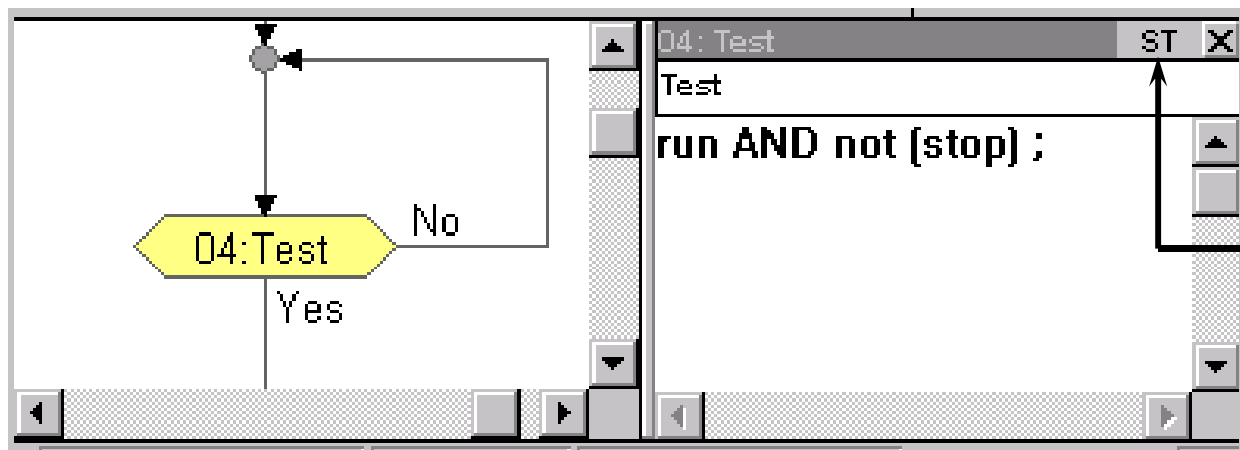 No
04:Test
Yes
04: Test
ST
Test
run AND not (stop) ;